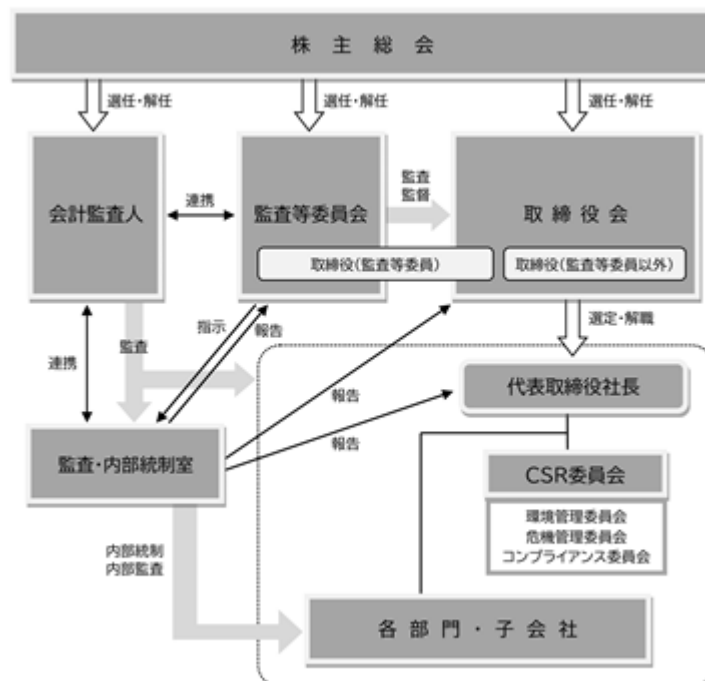 株主総会
選任・解任
選任・解任
選任・解任
会計監査人
連携
監査等委員会
監査
監督
取締役会
取締役(監査等委員)
取締役(監査等委員以外)
連携
監査
指示
報告
選定・解職
報告
報告
代表取締役社長
監査・内部統制室
CSR委員会
環境管理委員会
危機管理委員会
コンプライアンス委員会
内部統制
内部監査
各部門・子会社